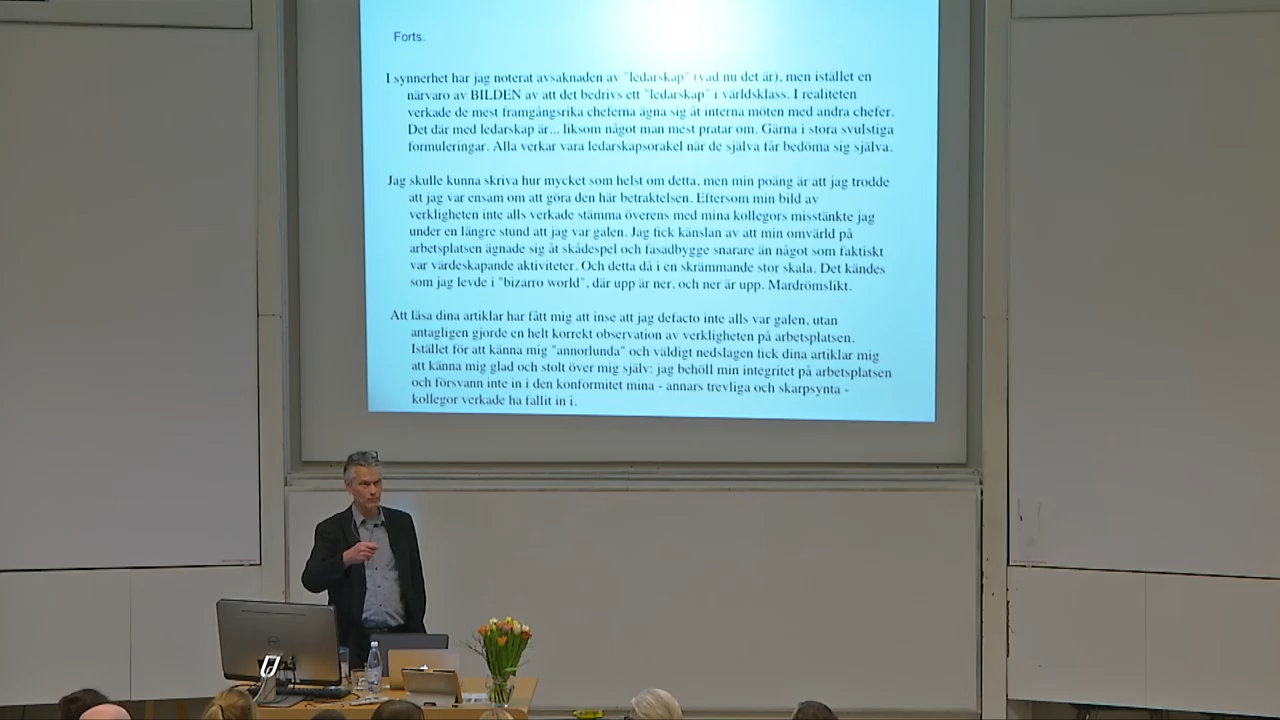 Forts.
I synnerhet har jag noterat avsaknaden av "ledarskap" (vad nu det är), men istället en
närvaro av BILDEN av att det bedrivs ett "ledarskap" i världsklass. I realiteten
verkade de mest framgångsrika cheferna ägna sig åt interna möten med andra chefer.
Det där med ledarskap är... liksom något man mest pratar om. Gärna i stora svulstiga
formuleringar. Alla verkar vara ledarskapsorakel när de själva får bedöma sig själva.
Jag skulle kunna skriva hur mycket som helst om detta, men min poäng är att jag trodde
att jag var ensam om att göra den här betraktelsen. Eftersom min bild av
verkligheten inte alls verkade stämma överens med mina kollegors misstänkte jag
under en längre stund att jag var galen. Jag fick känslan av att min omvärld på
arbetsplatsen ägnade sig åt skådespel och fasadbygge snarare än något som faktiskt
var värdeskapande aktiviteter. Och detta då i en skrämmande stor skala. Det kändes
som jag levde i "bizarro world", där upp är ner, och ner är upp. Mardrömslikt.
Att läsa dina artiklar har fått mig att inse att jag defacto inte alls var galen, utan
antagligen gjorde en helt korrekt observation av verkligheten på arbetsplatsen.
Istället för att känna mig "annorlunda" och väldigt nedslagen fick dina artiklar mig
att känna mig glad och stolt över mig själv; jag behöll min integritet på arbetsplatsen
och försvann inte in i den konformitet mina - annars trevliga och skarpsynta -
kollegor verkade ha fallit in i.